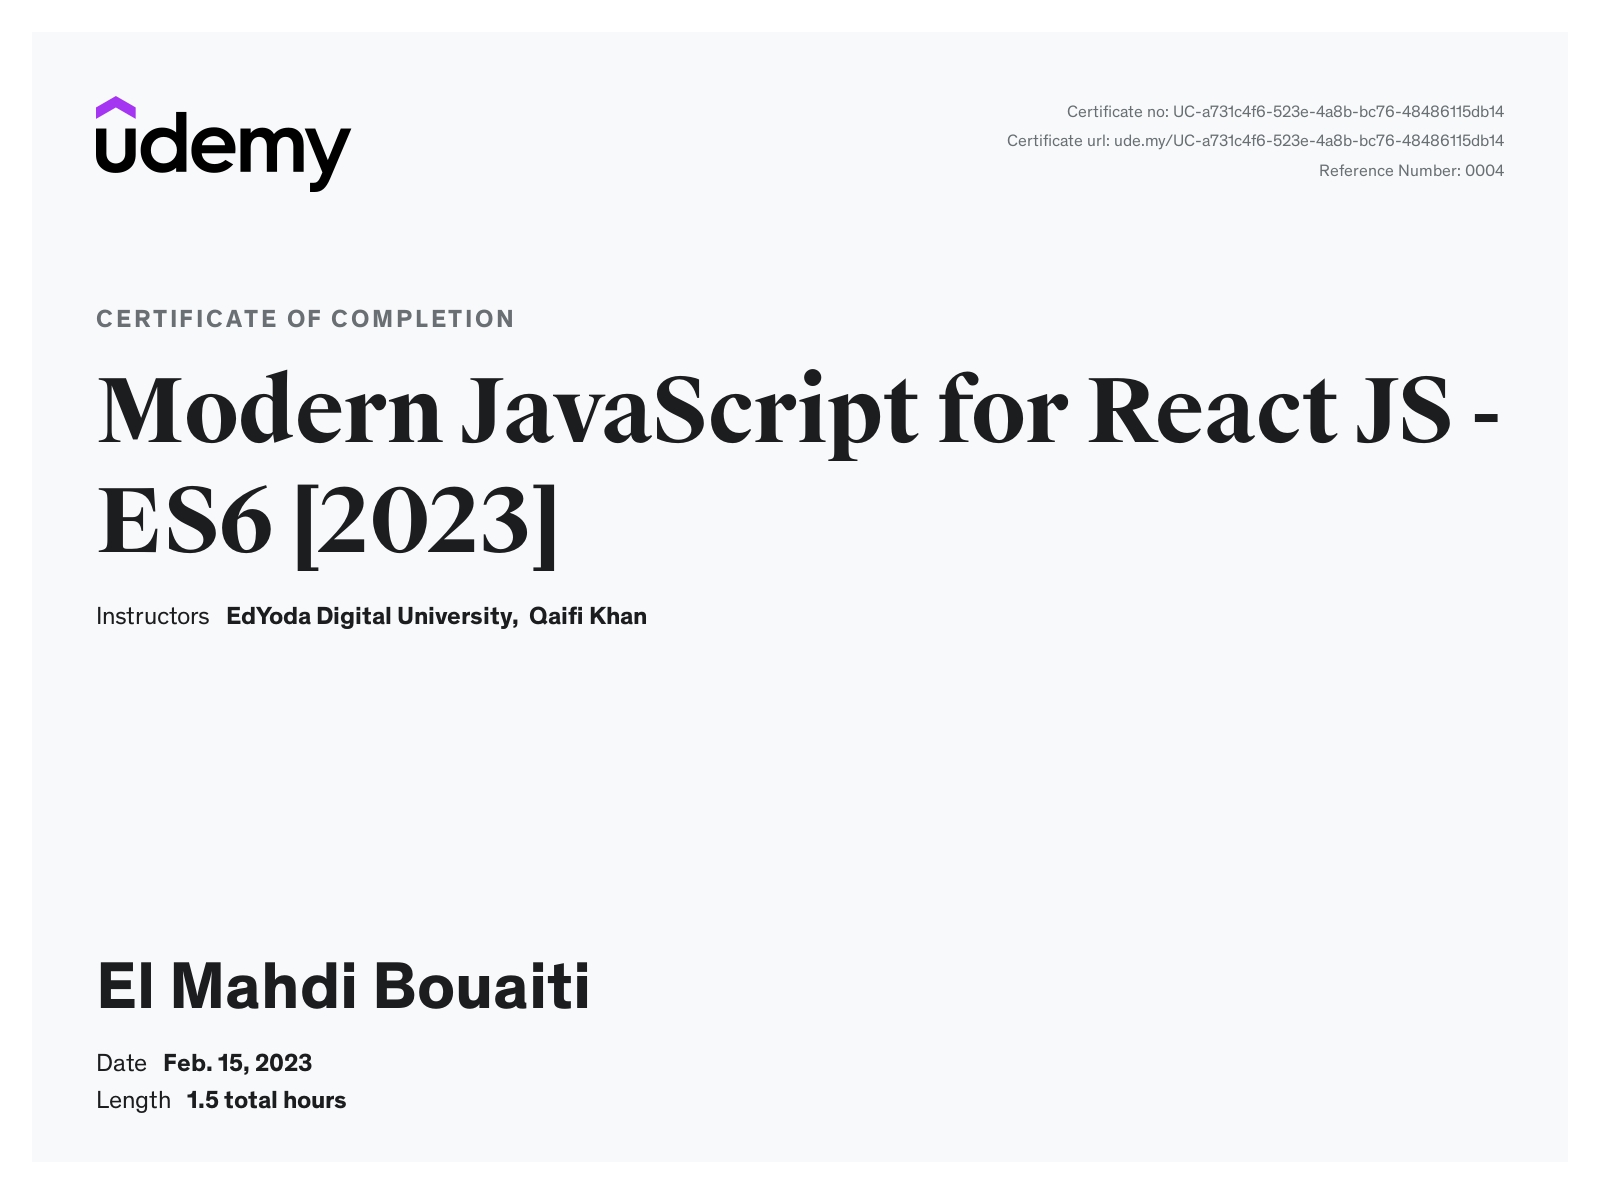 udemy
Certificate no: UC-a731c4f6-523e-4a8b-bc76-48486115db14
Certificate url: ude.my/UC-a731c4f6-523e-4a8b-bc76-48486115db14
Reference Number: 0004
CERTIFICATE OF COMPLETION
Modern JavaScript for React JS -
ES6 [2023]
Instructors EdYoda Digital University, Qaifi Khan
El Mahdi Bouaiti
Date Feb. 15, 2023
Length 1.5 total hours